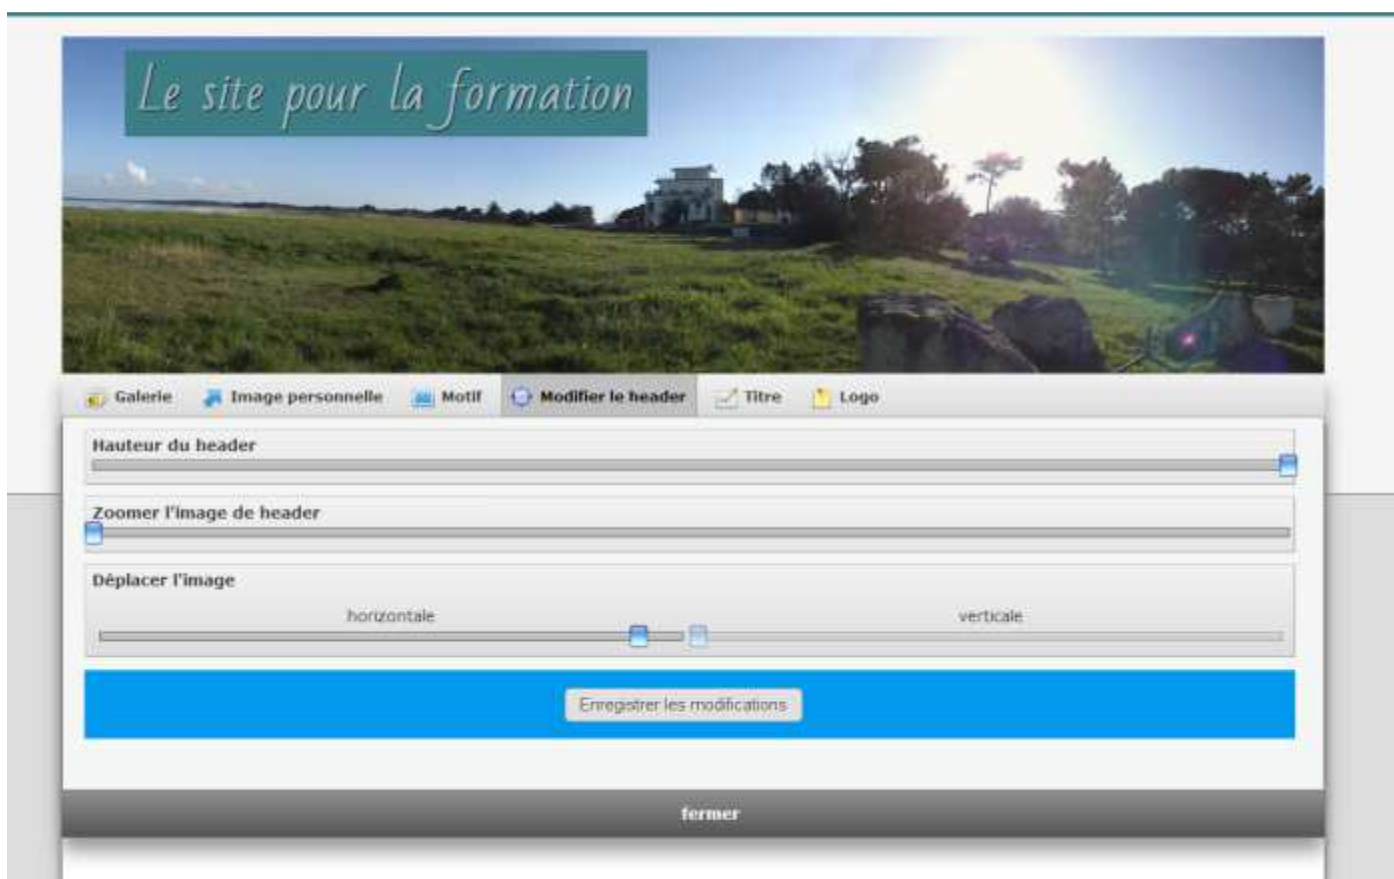 Le site pour la formation
Galerie Image personnelle Motif Modifier le header Titre Logo
Hauteur du header
Zoomer l'image de header
Déplacer l'image
horizontale verticale
Enregistrer les modifications
fermer